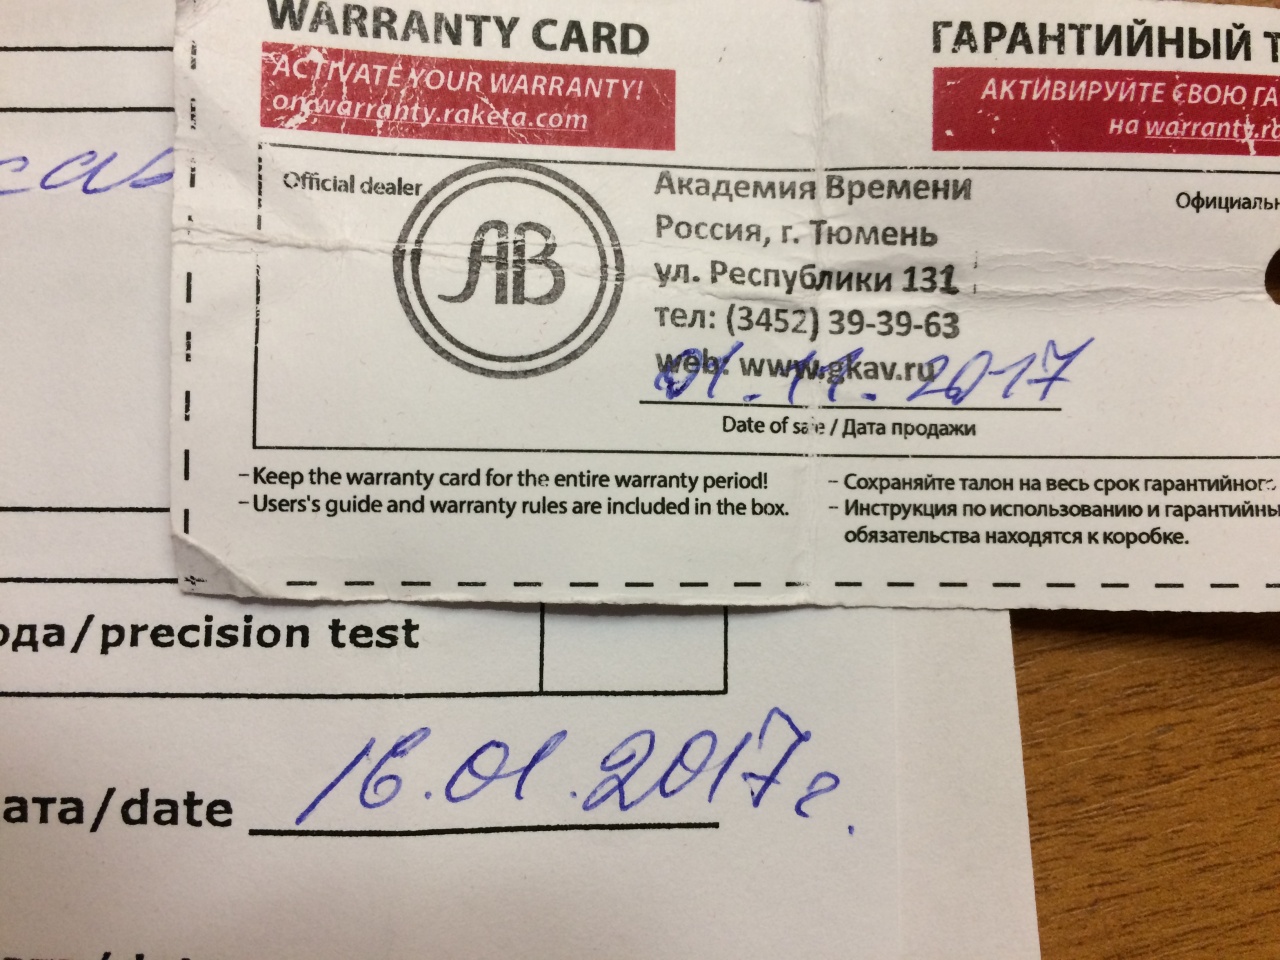 WARRANTY CARD
ACTIVATE YOUR WARRANTY!
on warranty.raketa.com
ГАРАНТИЙНЫЙ Т
АКТИВИРУЙТЕ СВОЮ ГА
на warranty.ra
Official dealer
АВ
Академия Времени
Россия, г. Тюмень
ул. Республики 131
тел: (3452) 39-39-63
web: www.gkav.ru
01.11.2017
Date of sale / Дата продажи
Официальн
– Keep the warranty card for the entire warranty period!
– Users's guide and warranty rules are included in the box.
– Сохраняйте талон на весь срок гарантийног
– Инструкция по использованию и гарантийны
обязательства находятся к коробке.
ода/precision test
ата/date 16.01.2017г.